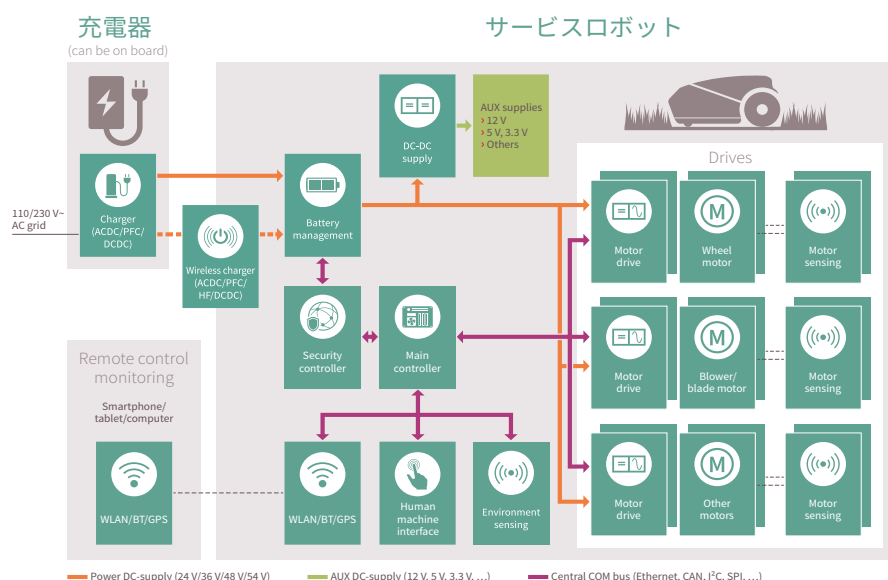 充電器
(can be on board)
サービスロボット
110/230 V~
AC grid
Charger
(ACDC/PFC/
DCDC)
Wireless charger
(ACDC/PFC/
HF/DCDC)
Battery
management
DC-DC
supply
AUX supplies
› 12 V
› 5 V, 3.3 V
› Others
Security
controller
Main
controller
Remote control
monitoring
Smartphone/
tablet/computer
WLAN/BT/GPS
WLAN/BT/GPS
Human
machine
interface
Environment
sensing
Drives
Motor
drive
M
Wheel
motor
Motor
sensing
Motor
drive
M
Blower/
blade motor
Motor
sensing
Motor
drive
M
Other
motors
Motor
sensing
Power DC-supply (24 V/36 V/48 V/54 V)
AUX DC-supply (12 V, 5 V, 3.3 V, …)
Central COM bus (Ethernet, CAN, I²C, SPI, …)